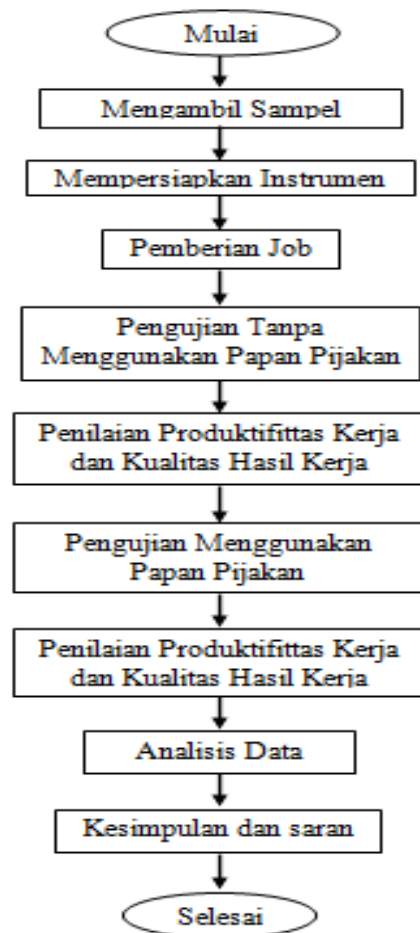 Mulai
Mengambil Sampel
Mempersiapkan Instrumen
Pemberian Job
Pengujian Tanpa
Menggunakan Papan Pijakan
Penilaian Produktifittas Kerja
dan Kualitas Hasil Kerja
Pengujian Menggunakan
Papan Pijakan
Penilaian Produktifittas Kerja
dan Kualitas Hasil Kerja
Analisis Data
Kesimpulan dan saran
Selesai